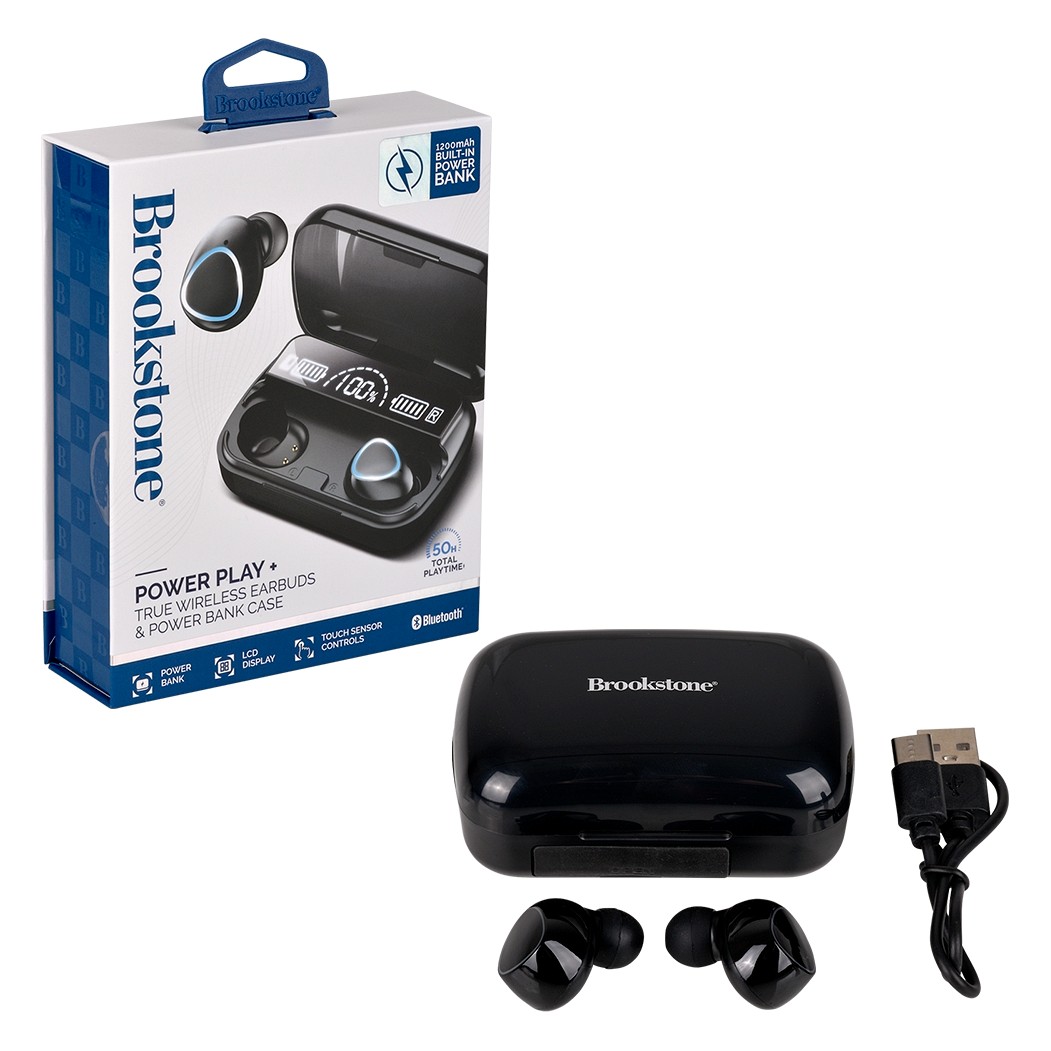 Brookstone
1200mAh
BUILT-IN
POWER
BANK
Brookstone®
100%
R
50H
TOTAL
PLAYTIME
POWER PLAY +
TRUE WIRELESS EARBUDS
& POWER BANK CASE
POWER
BANK
LCD
DISPLAY
TOUCH SENSOR
CONTROLS
Bluetooth®
Brookstone®